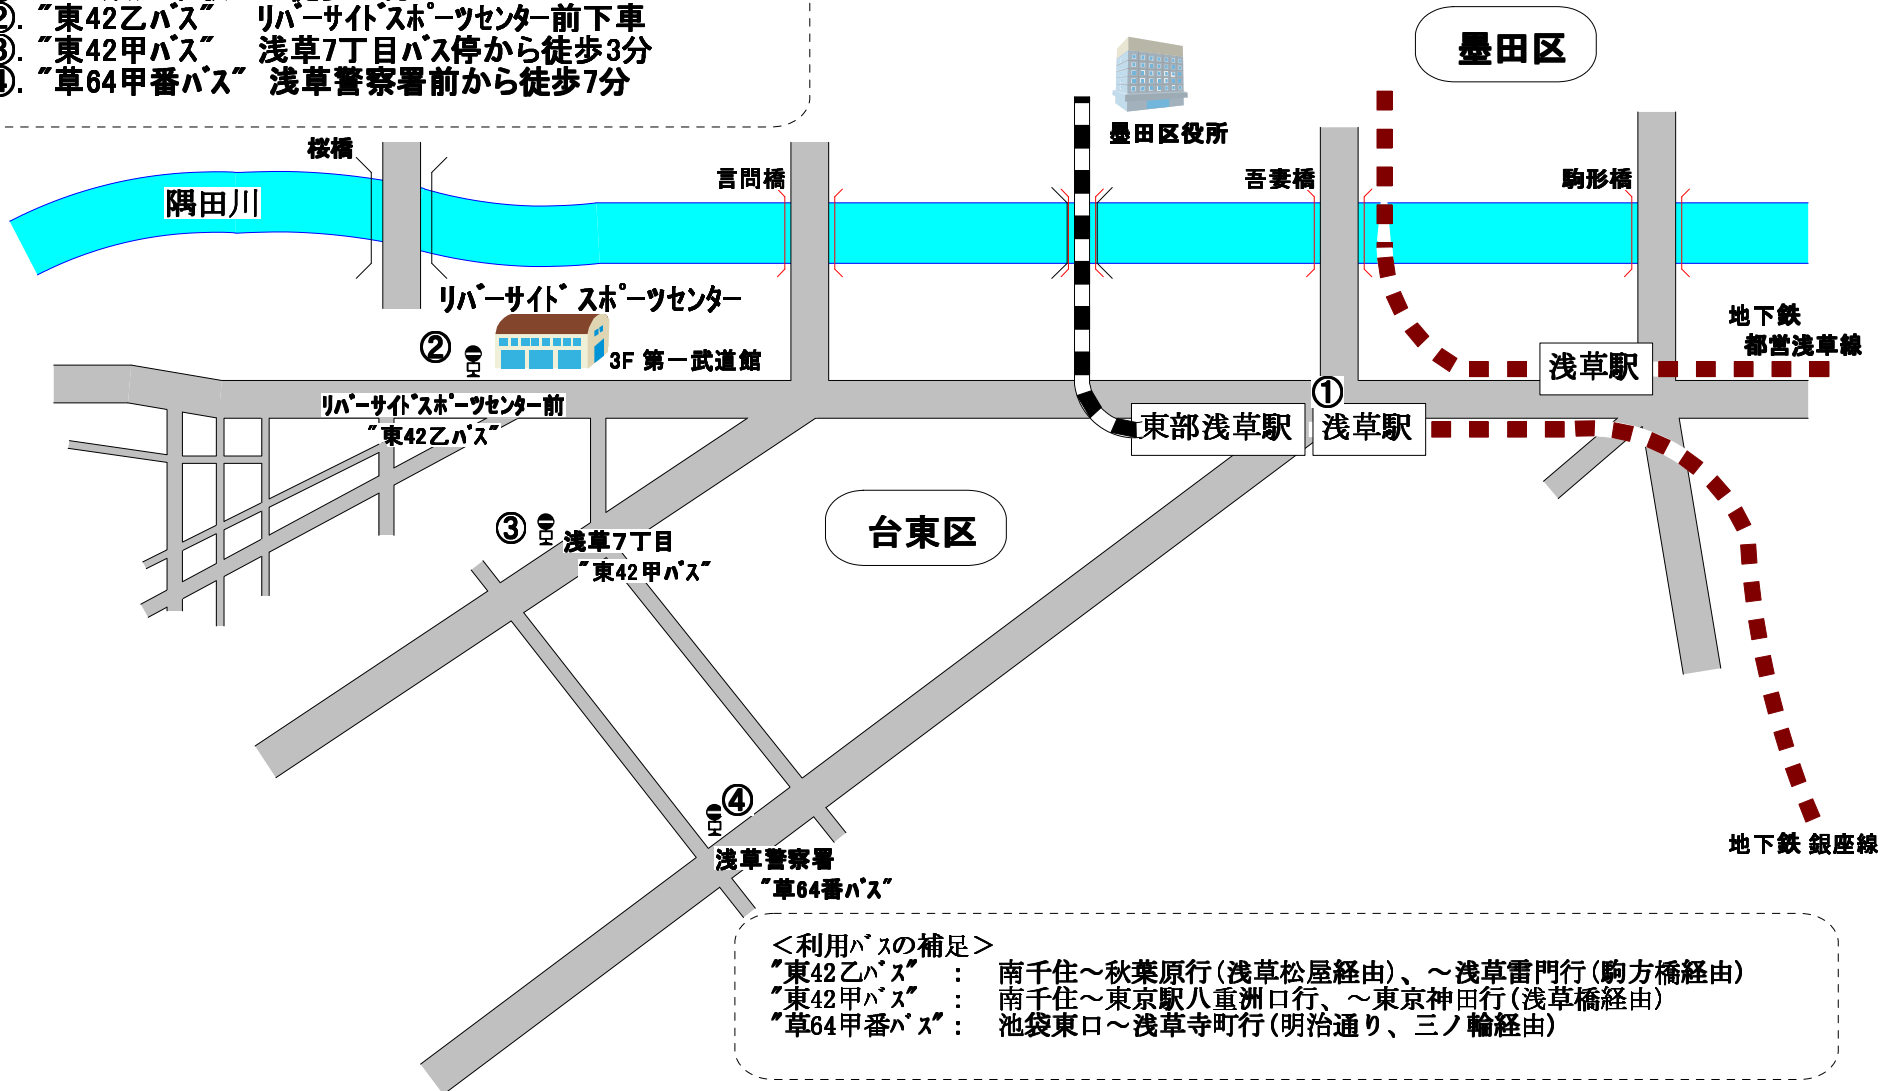 ②. "東42乙バス" リバーサイドスポーツセンター前下車
③. "東42甲バス" 浅草7丁目バス停から徒歩3分
④. "草64甲番バス" 浅草警察署前から徒歩7分
墨田区
墨田区役所
桜橋
言問橋
吾妻橋
駒形橋
隅田川
リバーサイドスポーツセンター
②
3F 第一武道館
地下鉄
都営浅草線
浅草駅
①
リバーサイドスポーツセンター前
"東42乙バス"
東部浅草駅
浅草駅
③
浅草7丁目
"東42甲バス"
台東区
④
浅草警察署
"草64番バス"
地下鉄 銀座線
＜利用バスの補足＞
"東42乙バス" : 南千住～秋葉原行(浅草松屋経由)、～浅草雷門行(駒方橋経由)
"東42甲バス" : 南千住～東京駅八重洲口行、～東京神田行(浅草橋経由)
"草64甲番バス" : 池袋東口～浅草寺町行(明治通り、三ノ輪経由)